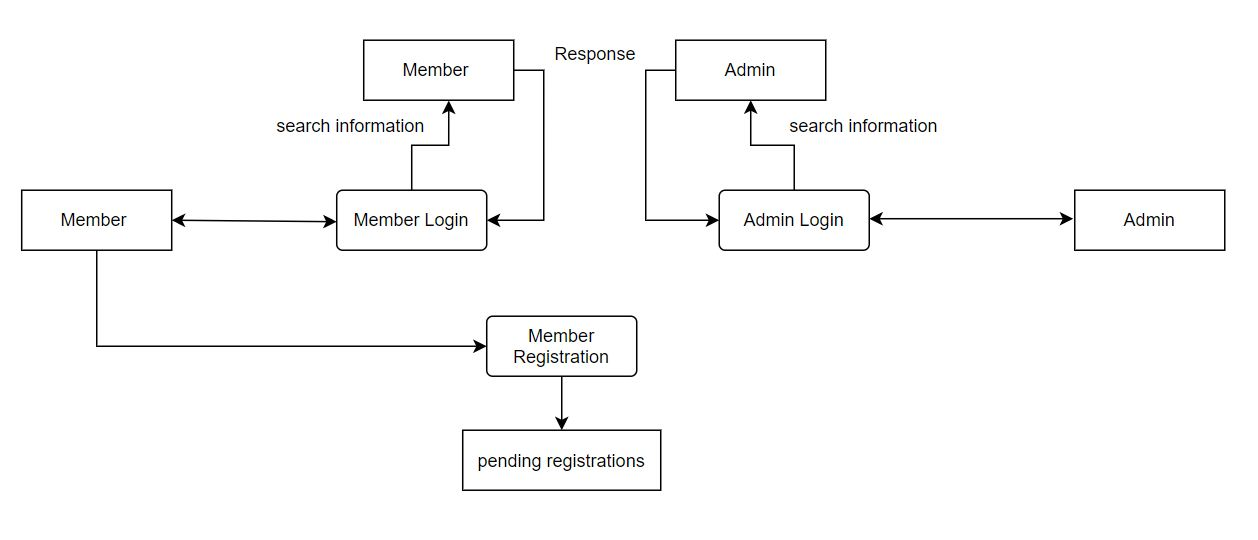 Response
Member
Admin
search information
search information
Member
Member Login
Admin Login
Admin
Member
Registration
pending registrations